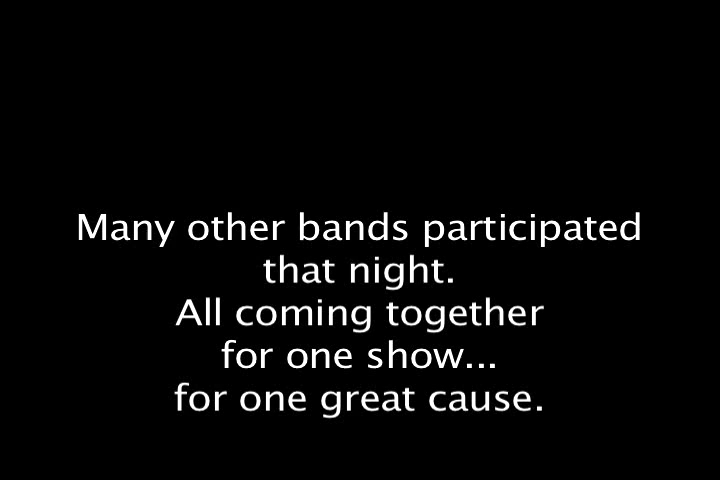 Many other bands participated
that night.
All coming together
for one show...
for one great cause.